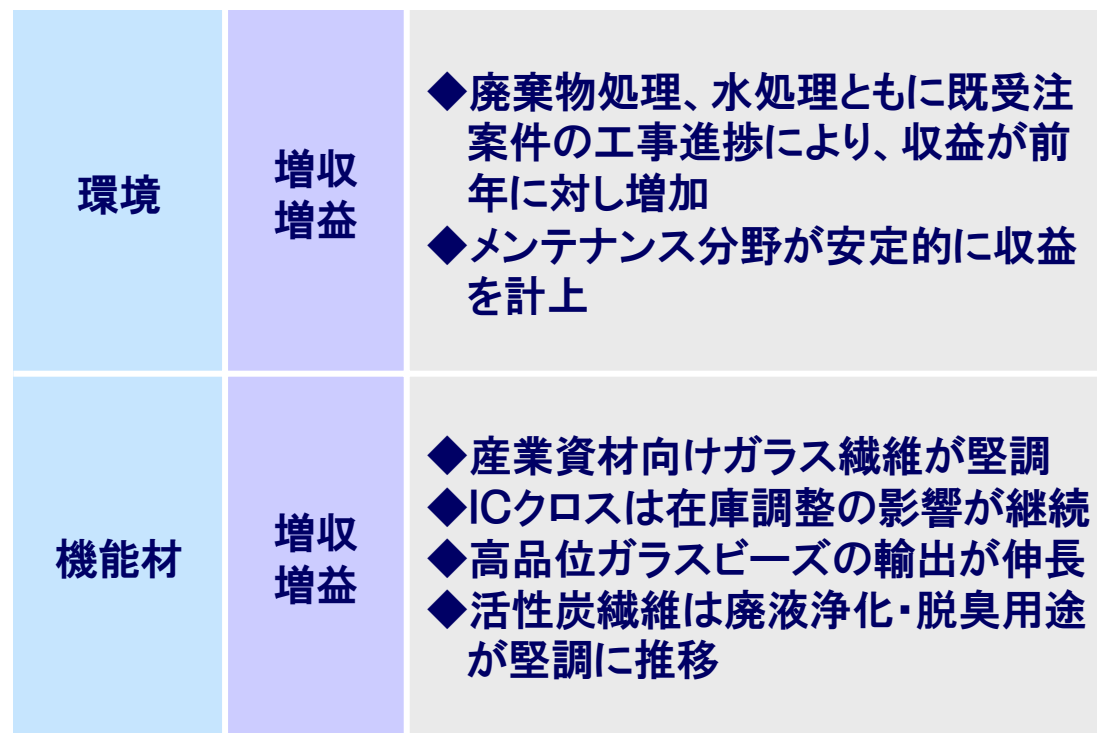 環境
増収
増益
◆廃棄物処理、水処理ともに既受注
案件の工事進捗により、収益が前
年に対し増加
◆メンテナンス分野が安定的に収益
を計上
機能材
増収
増益
◆産業資材向けガラス繊維が堅調
◆ICクロスは在庫調整の影響が継続
◆高品位ガラスビーズの輸出が伸長
◆活性炭繊維は廃液浄化・脱臭用途
が堅調に推移